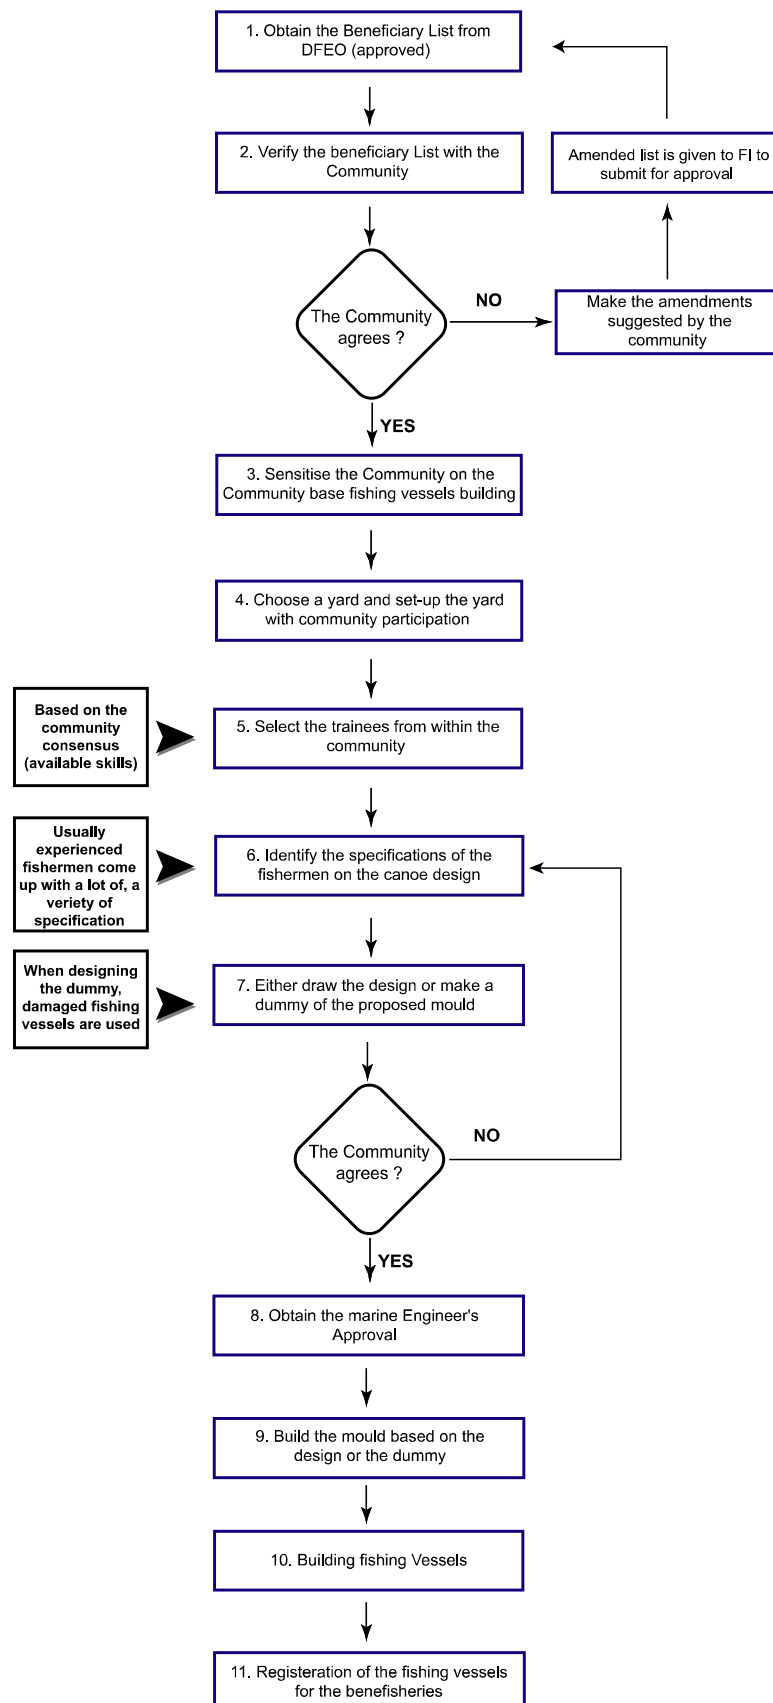 1. Obtain the Beneficiary List from
DFEO (approved)
2. Verify the beneficiary List with the
Community
Amended list is given to FI to
submit for approval
The Community
agrees ?
NO
Make the amendments
suggested by the
community
YES
3. Sensitise the Community on the
Community base fishing vessels building
4. Choose a yard and set-up the yard
with community participation
Based on the
community
consensus
(available skills)
5. Select the trainees from within the
community
Usually
experienced
fishermen come
up with a lot of, a
veriety of
specification
6. Identify the specifications of the
fishermen on the canoe design
When designing
the dummy,
damaged fishing
vessels are used
7. Either draw the design or make a
dummy of the proposed mould
The Community
agrees ?
NO
YES
8. Obtain the marine Engineer's
Approval
9. Build the mould based on the
design or the dummy
10. Building fishing Vessels
11. Registeration of the fishing vessels
for the benefisheries